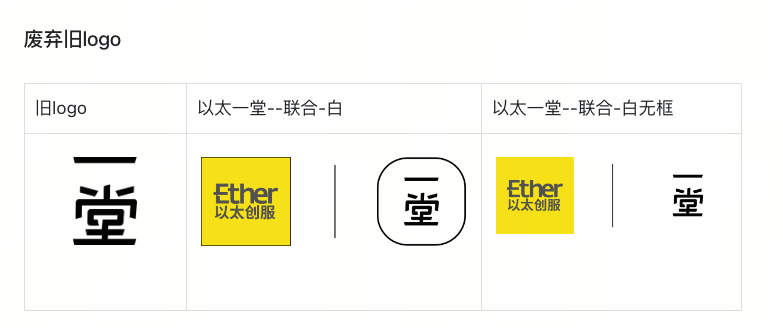 废弃旧logo
旧logo
以太一堂--联合-白
以太一堂--联合-白无框
一
堂
Ether
以太创服
一
堂
Ether
以太创服
一
堂